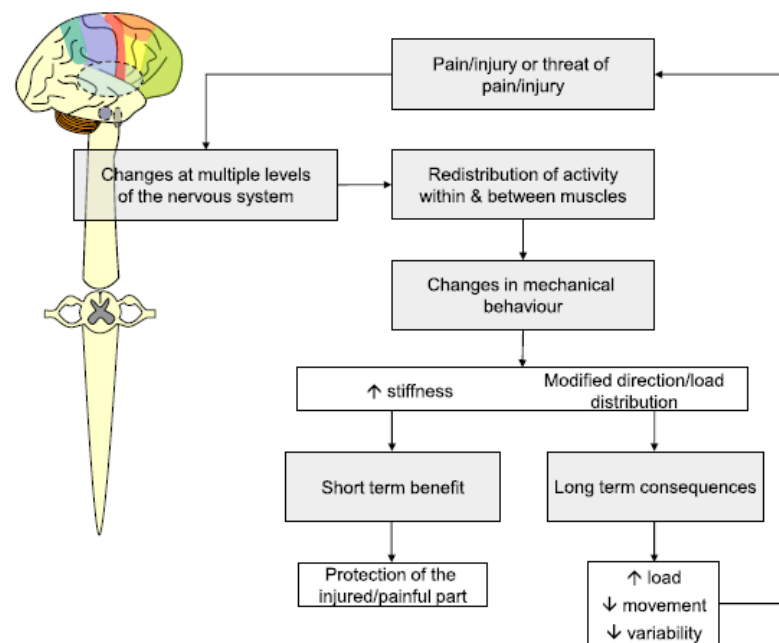 Pain/injury or threat of
pain/injury
Changes at multiple levels
of the nervous system
Redistribution of activity
within & between muscles
Changes in mechanical
behaviour
↑ stiffness
Modified direction/load
distribution
Short term benefit
Long term consequences
Protection of the
injured/painful part
↑ load
↓ movement
↓ variability